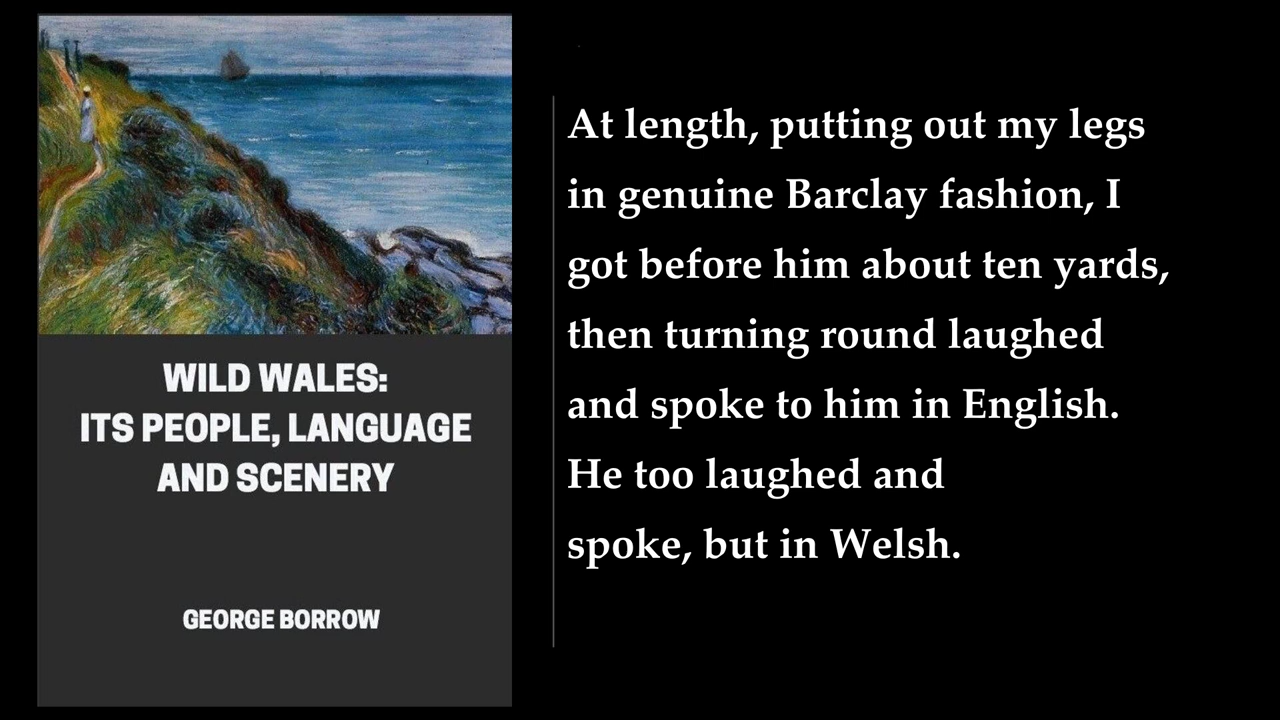 WILD WALES:
ITS PEOPLE, LANGUAGE
AND SCENERY
GEORGE BORROW
At length, putting out my legs
in genuine Barclay fashion, I
got before him about ten yards,
then turning round laughed
and spoke to him in English.
He too laughed and
spoke, but in Welsh.